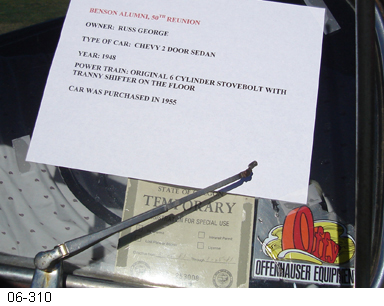 BENSON ALUMNI, 50TH REUNION
OWNER: RUSS GEORGE
TYPE OF CAR: CHEVY 2 DOOR SEDAN
YEAR: 1948
POWER TRAIN: ORIGINAL 6 CYLINDER STOVEBOLT WITH
TRANNY SHIFTER ON THE FLOOR
CAR WAS PURCHASED IN 1955
STATE OF
TEMPORARY
FOR SPECIAL USE
Offy
OFFENHAUSER EQUIPMENT
06-310